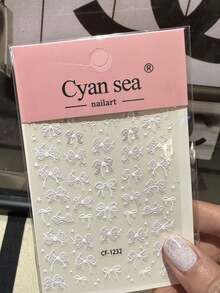 Cyan sea ®
nailart
CF-1232